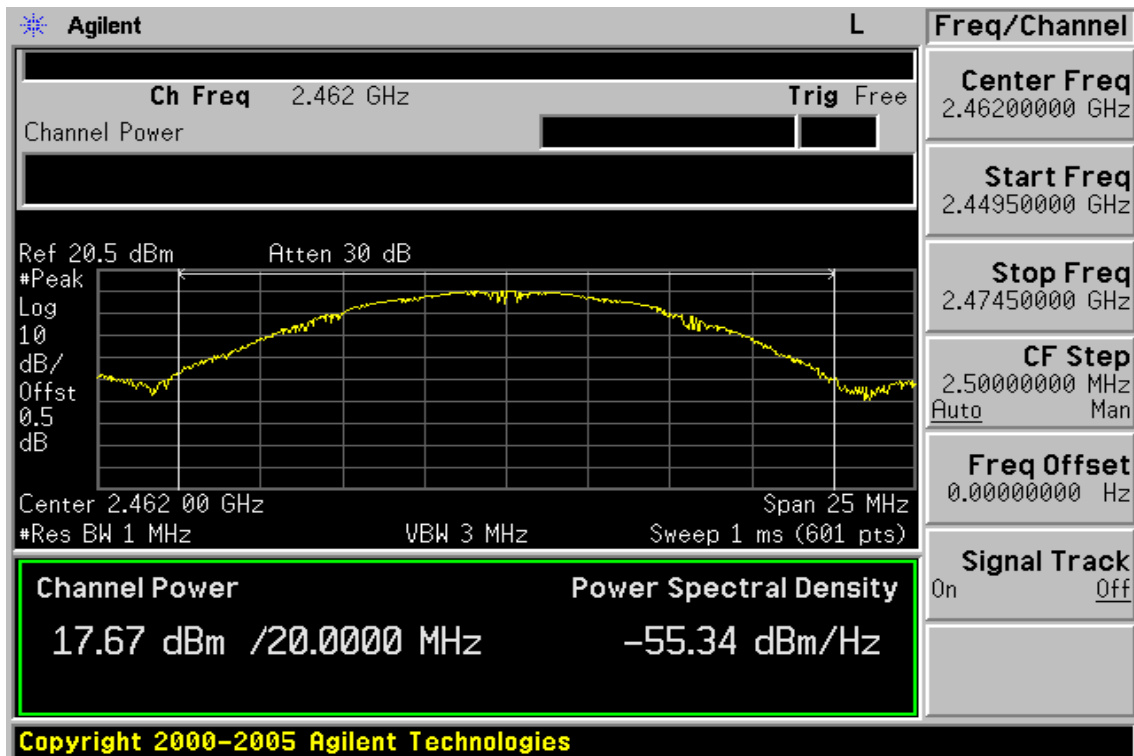 Agilent L
Freq/Channel
Ch Freq 2.462 GHz Trig Free
Channel Power
Center Freq
2.46200000 GHz
Start Freq
2.44950000 GHz
Stop Freq
2.47450000 GHz
CF Step
2.50000000 MHz
Auto Man
Freq Offset
0.00000000 Hz
Signal Track
On Off
Ref 20.5 dBm Atten 30 dB
#Peak
Log
10
dB/
Offst
0.5
dB
Center 2.462 00 GHz Span 25 MHz
#Res BW 1 MHz VBW 3 MHz Sweep 1 ms (601 pts)
Channel Power Power Spectral Density
17.67 dBm /20.0000 MHz -55.34 dBm/Hz
Copyright 2000-2005 Agilent Technologies